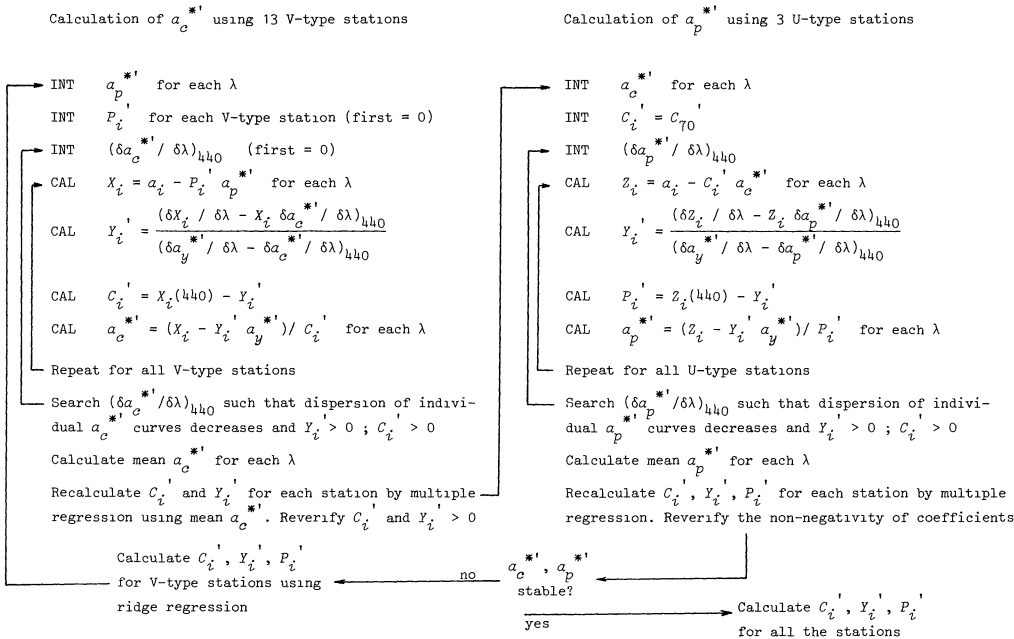 Calculation of a_c*' using 13 V-type stations
INT a_p*' for each λ
INT P_i' for each V-type station (first = 0)
INT (δa_c*'/ δλ)_440 (first = 0)
CAL X_i = a_i - P_i' a_p*' for each λ
CAL Y_i' = (δX_i / δλ - X_i δa_c*'/ δλ)_440 / (δa_y*'/ δλ - δa_c*'/ δλ)_440
CAL C_i' = X_i(440) - Y_i'
CAL a_c*' = (X_i - Y_i' a_y*')/ C_i' for each λ
Repeat for all V-type stations
Search (δa_c*'/δλ)_440 such that dispersion of indivi-
dual a_c*' curves decreases and Y_i'> 0 ; C_i' > 0
Calculate mean a_c*' for each λ
Recalculate C_i' and Y_i' for each station by multiple
regression using mean a_c*'. Reverify C_i' and Y_i' > 0
Calculate C_i', Y_i', P_i'
for V-type stations using
ridge regression
Calculation of a_p*' using 3 U-type stations
INT a_c*' for each λ
INT C_i' = C_70'
INT (δa_p*'/ δλ)_440
CAL Z_i = a_i - C_i' a_c*' for each λ
CAL Y_i' = (δZ_i / δλ - Z_i δa_p*'/ δλ)_440 / (δa_y*'/ δλ - δa_p*'/ δλ)_440
CAL P_i' = Z_i(440) - Y_i'
CAL a_p*' = (Z_i - Y_i' a_y*')/ P_i' for each λ
Repeat for all U-type stations
Search (δa_p*'/δλ)_440 such that dispersion of indivi-
dual a_p*' curves decreases and Y_i' > 0 ; C_i' > 0
Calculate mean a_p*' for each λ
Recalculate C_i', Y_i', P_i' for each station by multiple
regression. Reverify the non-negativity of coefficients
a_c*', a_p*'
stable?
no
yes
Calculate C_i', Y_i', P_i'
for all the stations